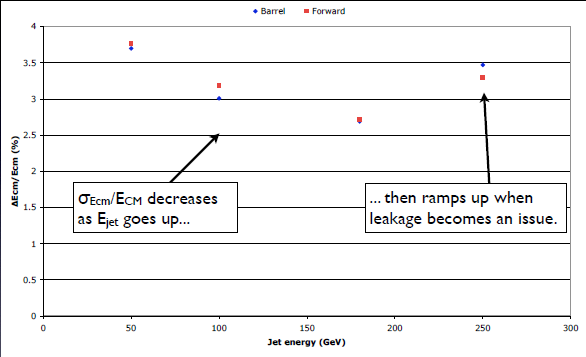 Barrel Forward
4
3.5
3
2.5
2
1.5
1
0.5
0
ΔEcm/Ecm (%)
σEcm/ECM decreases
as Ejet goes up...
... then ramps up when
leakage becomes an issue.
0 50 100 150 200 250 300
Jet energy (GeV)